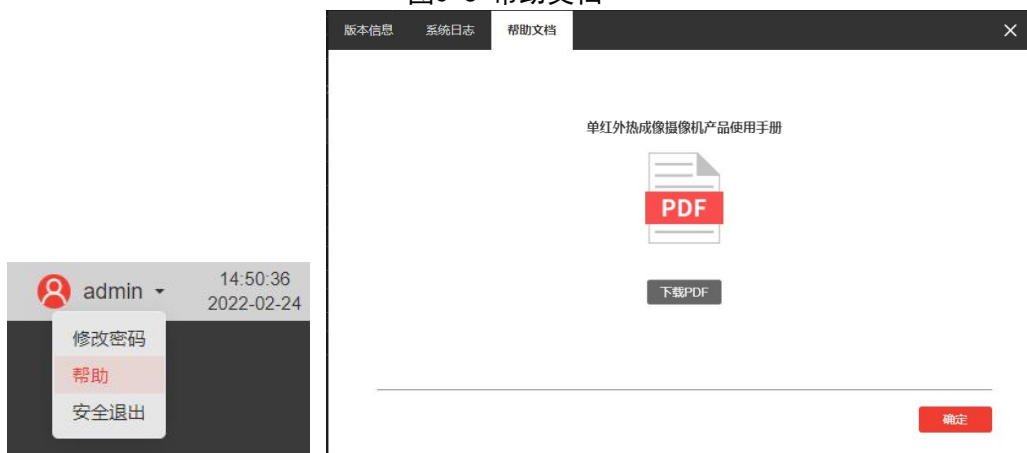 版本信息 系统日志 帮助文档
单红外热成像摄像机产品使用手册
PDF
下载PDF
确定
admin 14:50:36
2022-02-24
修改密码
帮助
安全退出